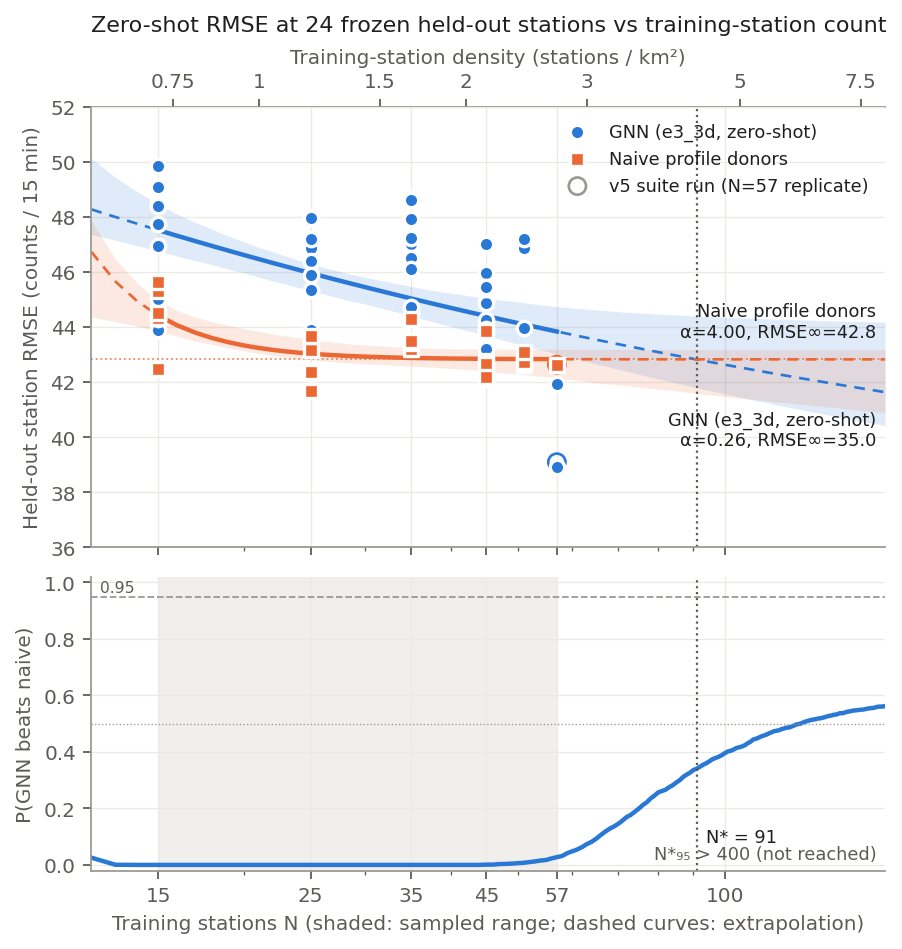 Zero-shot RMSE at 24 frozen held-out stations vs training-station count
Training-station density (stations / km²)
0.75 1 1.5 2 3 5 7.5
Held-out station RMSE (counts / 15 min)
52
50
48
46
44
42
40
38
36
GNN (e3_3d, zero-shot)
Naive profile donors
v5 suite run (N=57 replicate)
Naive profile donors
α=4.00, RMSE∞=42.8
GNN (e3_3d, zero-shot)
α=0.26, RMSE∞=35.0
P(GNN beats naive)
1.0
0.8
0.6
0.4
0.2
0.0
0.95
N* = 91
N*₉₅ > 400 (not reached)
15 25 35 45 57 100
Training stations N (shaded: sampled range; dashed curves: extrapolation)